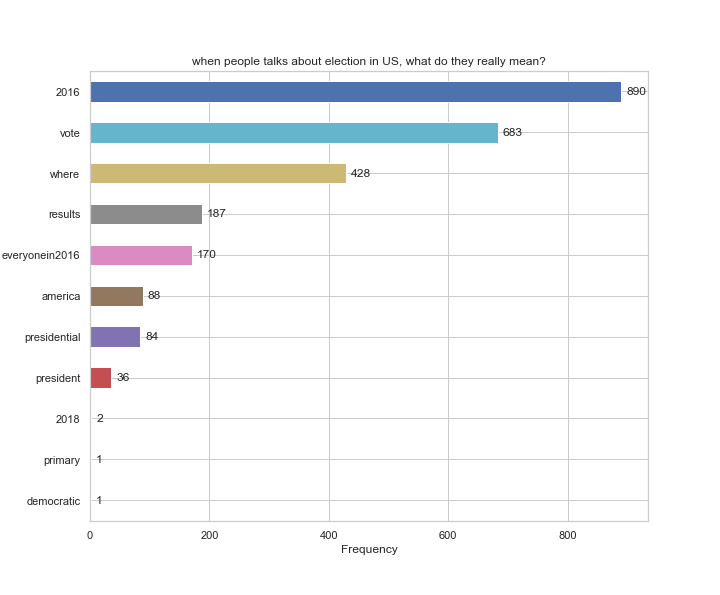 when people talks about election in US, what do they really mean?
2016 890
vote 683
where 428
results 187
everyonein2016 170
america 88
presidential 84
president 36
2018 2
primary 1
democratic 1
0 200 400 600 800
Frequency